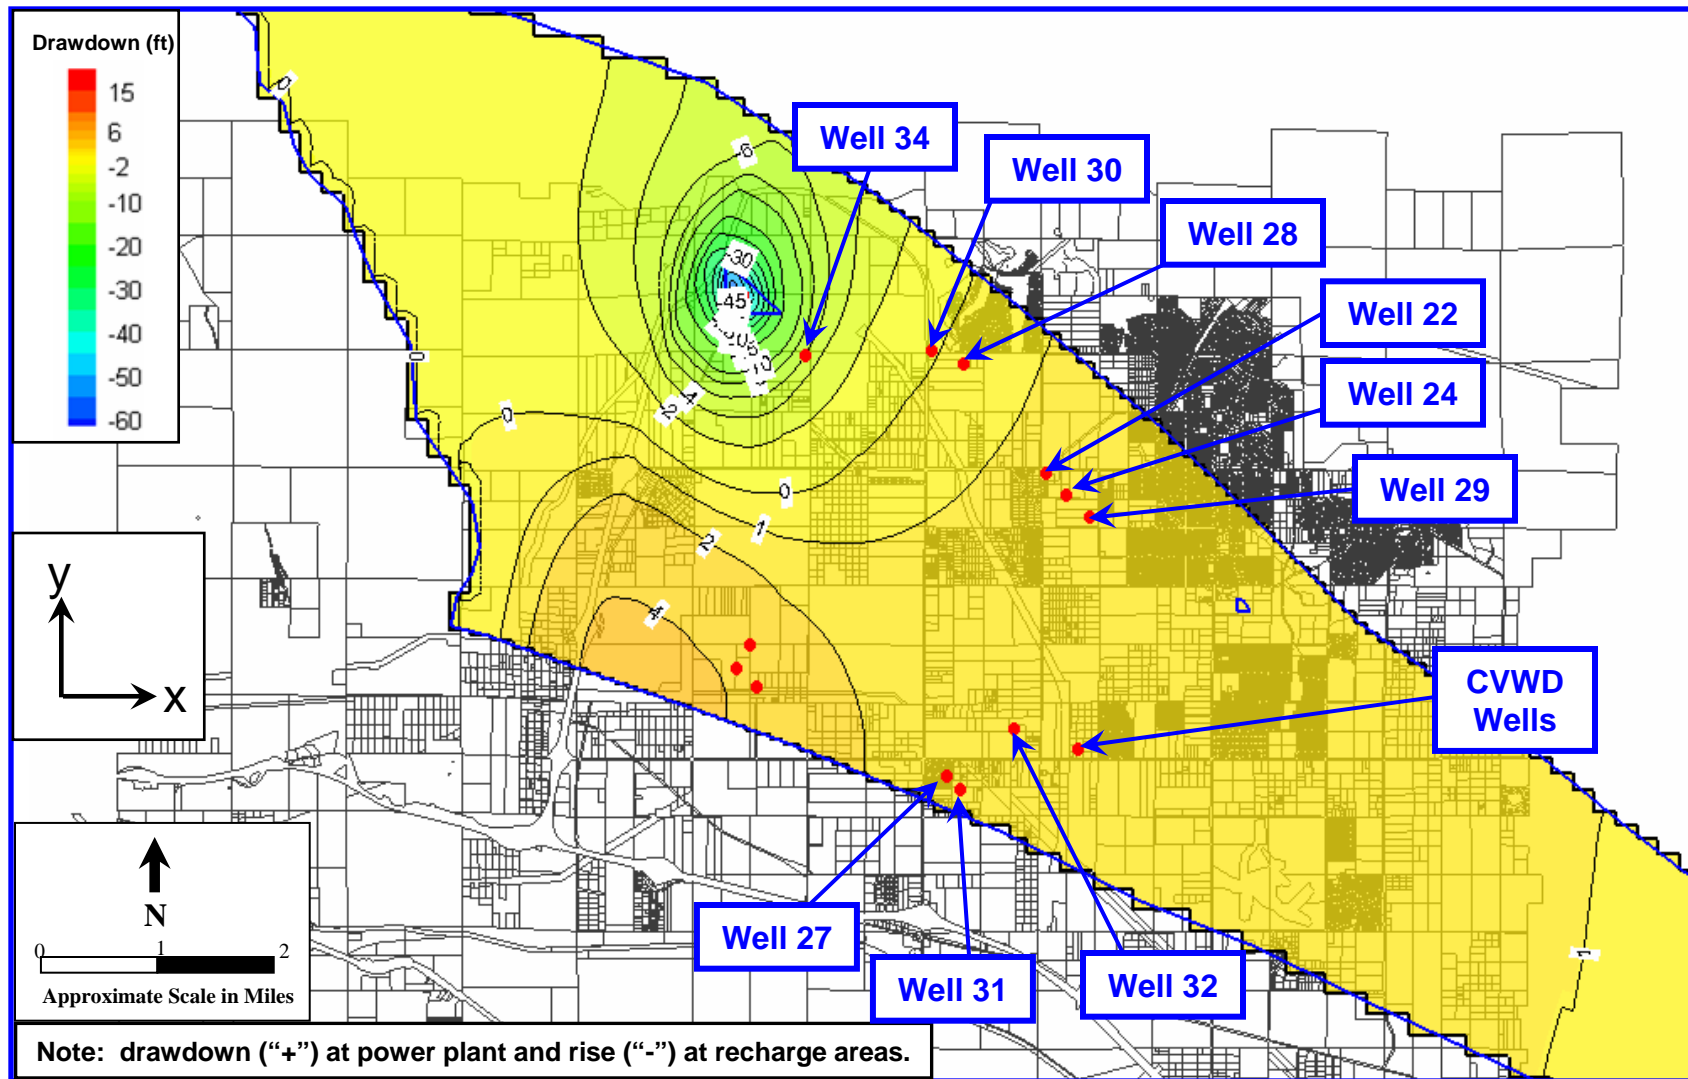 Drawdown (ft)
15
6
-2
-10
-20
-30
-40
-50
-60
0
-6
Well 34
Well 30
Well 28
Well 22
Well 24
Well 29
-30
-45
0
-4
-2
0
0
1
2
4
y
x
CVWD
Wells
N
0 1 2
Approximate Scale in Miles
Well 27
Well 31
Well 32
1
Note: drawdown (“+”) at power plant and rise (“-”) at recharge areas.